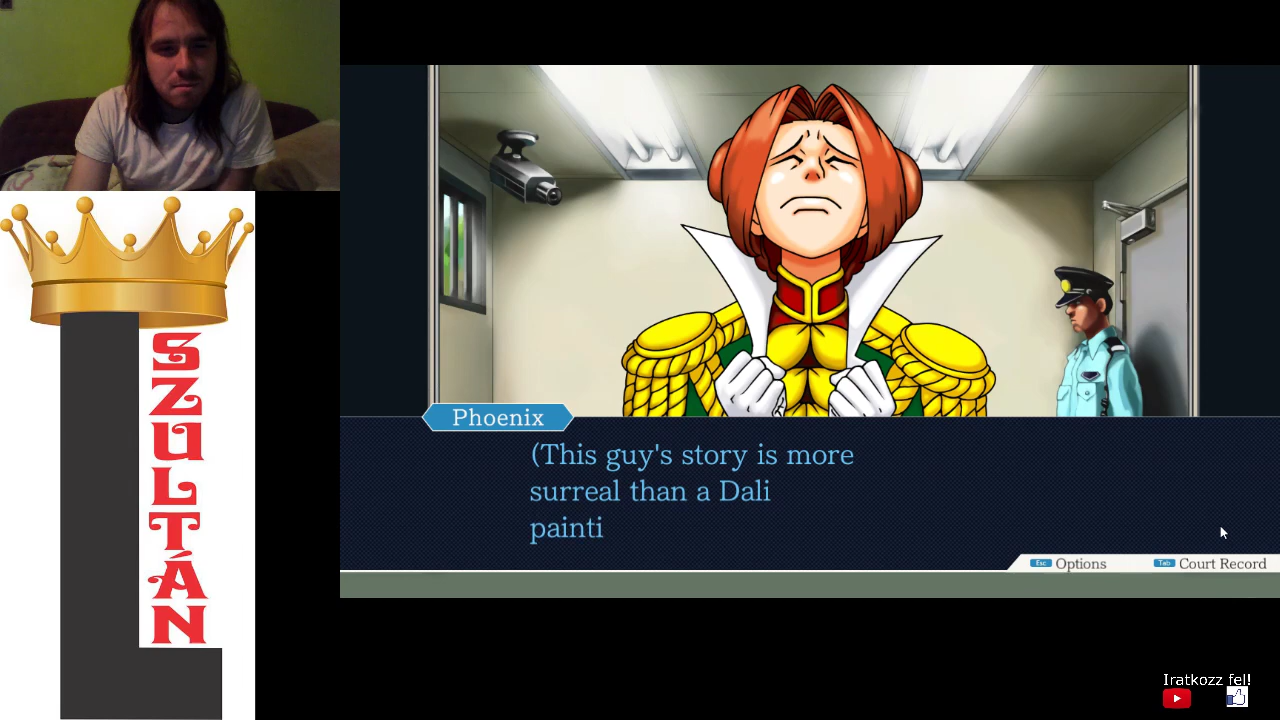 L
SZULTÁN
Phoenix
(This guy's story is more
surreal than a Dali
painti
Esc Options Tab Court Record
Iratkozz fel!